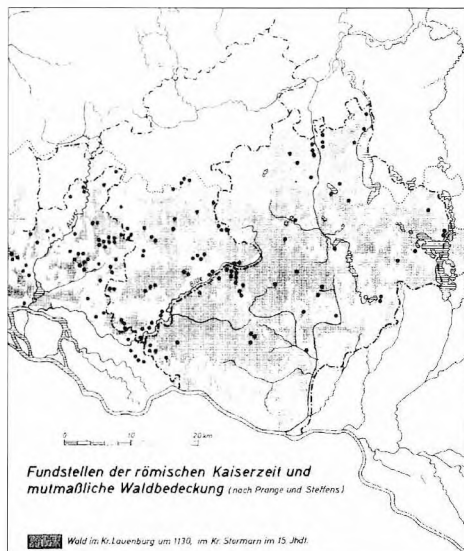 0 10 20 km
Fundstellen der römischen Kaiserzeit und
mutmaßliche Waldbedeckung (nach Prange und Steffens)
Wald im Kr. Lauenburg um 1130, im Kr. Stormarn im 15. Jhdt.